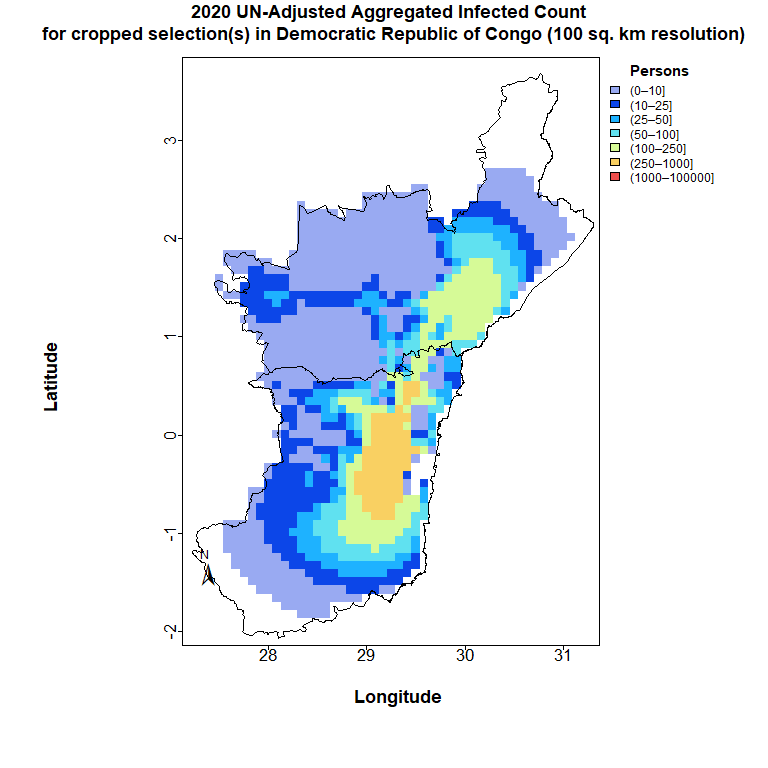 2020 UN-Adjusted Aggregated Infected Count
for cropped selection(s) in Democratic Republic of Congo (100 sq. km resolution)
Persons
(0–10]
(10–25]
(25–50]
(50–100]
(100–250]
(250–1000]
(1000–100000]
3
2
1
0
-1
-2
Latitude
N
28 29 30 31
Longitude